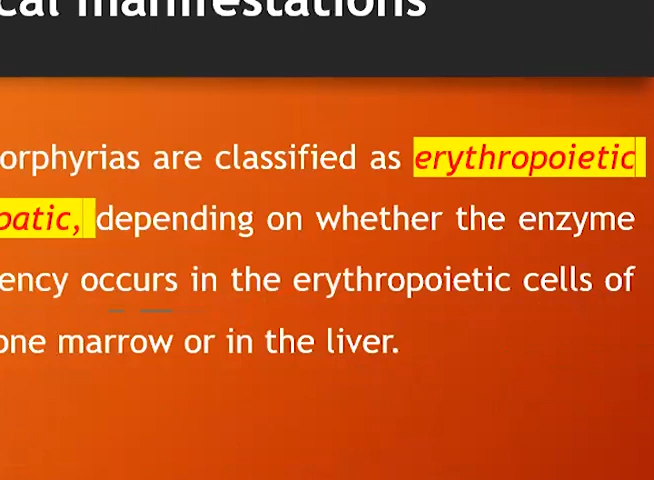 cal manifestations
orphyrias are classified as erythropoietic
patic, depending on whether the enzyme
ency occurs in the erythropoietic cells of
one marrow or in the liver.